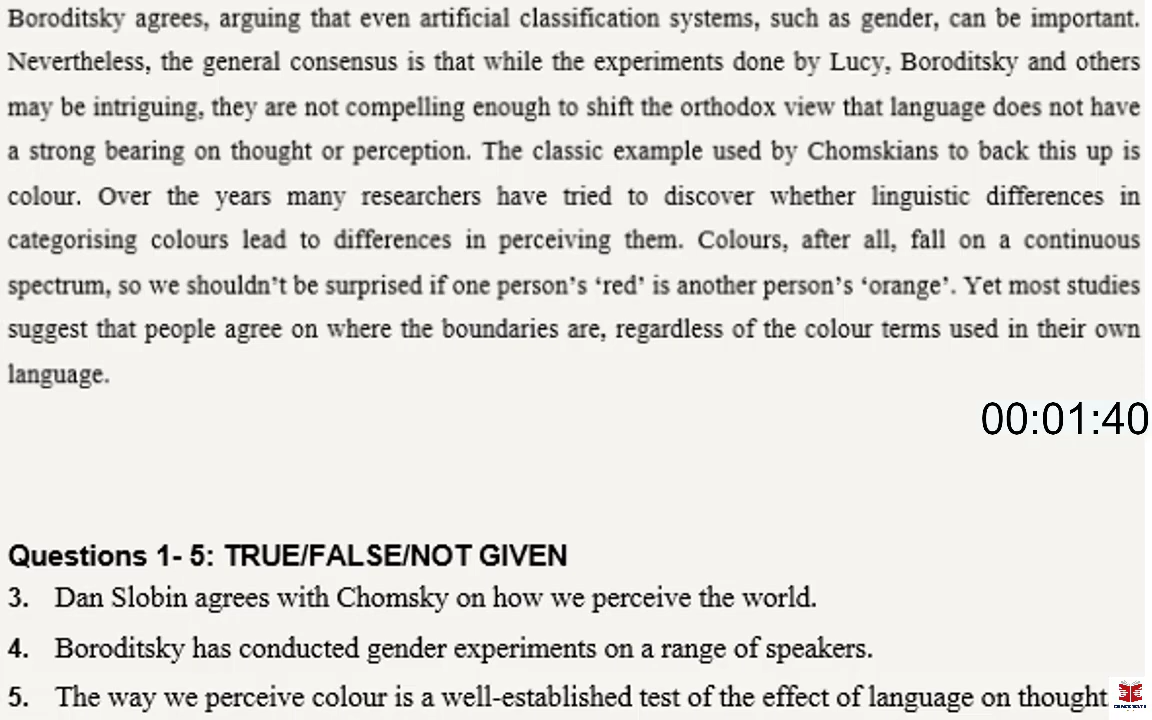 Boroditsky agrees, arguing that even artificial classification systems, such as gender, can be important.
Nevertheless, the general consensus is that while the experiments done by Lucy, Boroditsky and others
may be intriguing, they are not compelling enough to shift the orthodox view that language does not have
a strong bearing on thought or perception. The classic example used by Chomskians to back this up is
colour. Over the years many researchers have tried to discover whether linguistic differences in
categorising colours lead to differences in perceiving them. Colours, after all, fall on a continuous
spectrum, so we shouldn’t be surprised if one person’s ‘red’ is another person’s ‘orange’. Yet most studies
suggest that people agree on where the boundaries are, regardless of the colour terms used in their own
language.
00:01:40
Questions 1- 5: TRUE/FALSE/NOT GIVEN
3. Dan Slobin agrees with Chomsky on how we perceive the world.
4. Boroditsky has conducted gender experiments on a range of speakers.
5. The way we perceive colour is a well-established test of the effect of language on thought